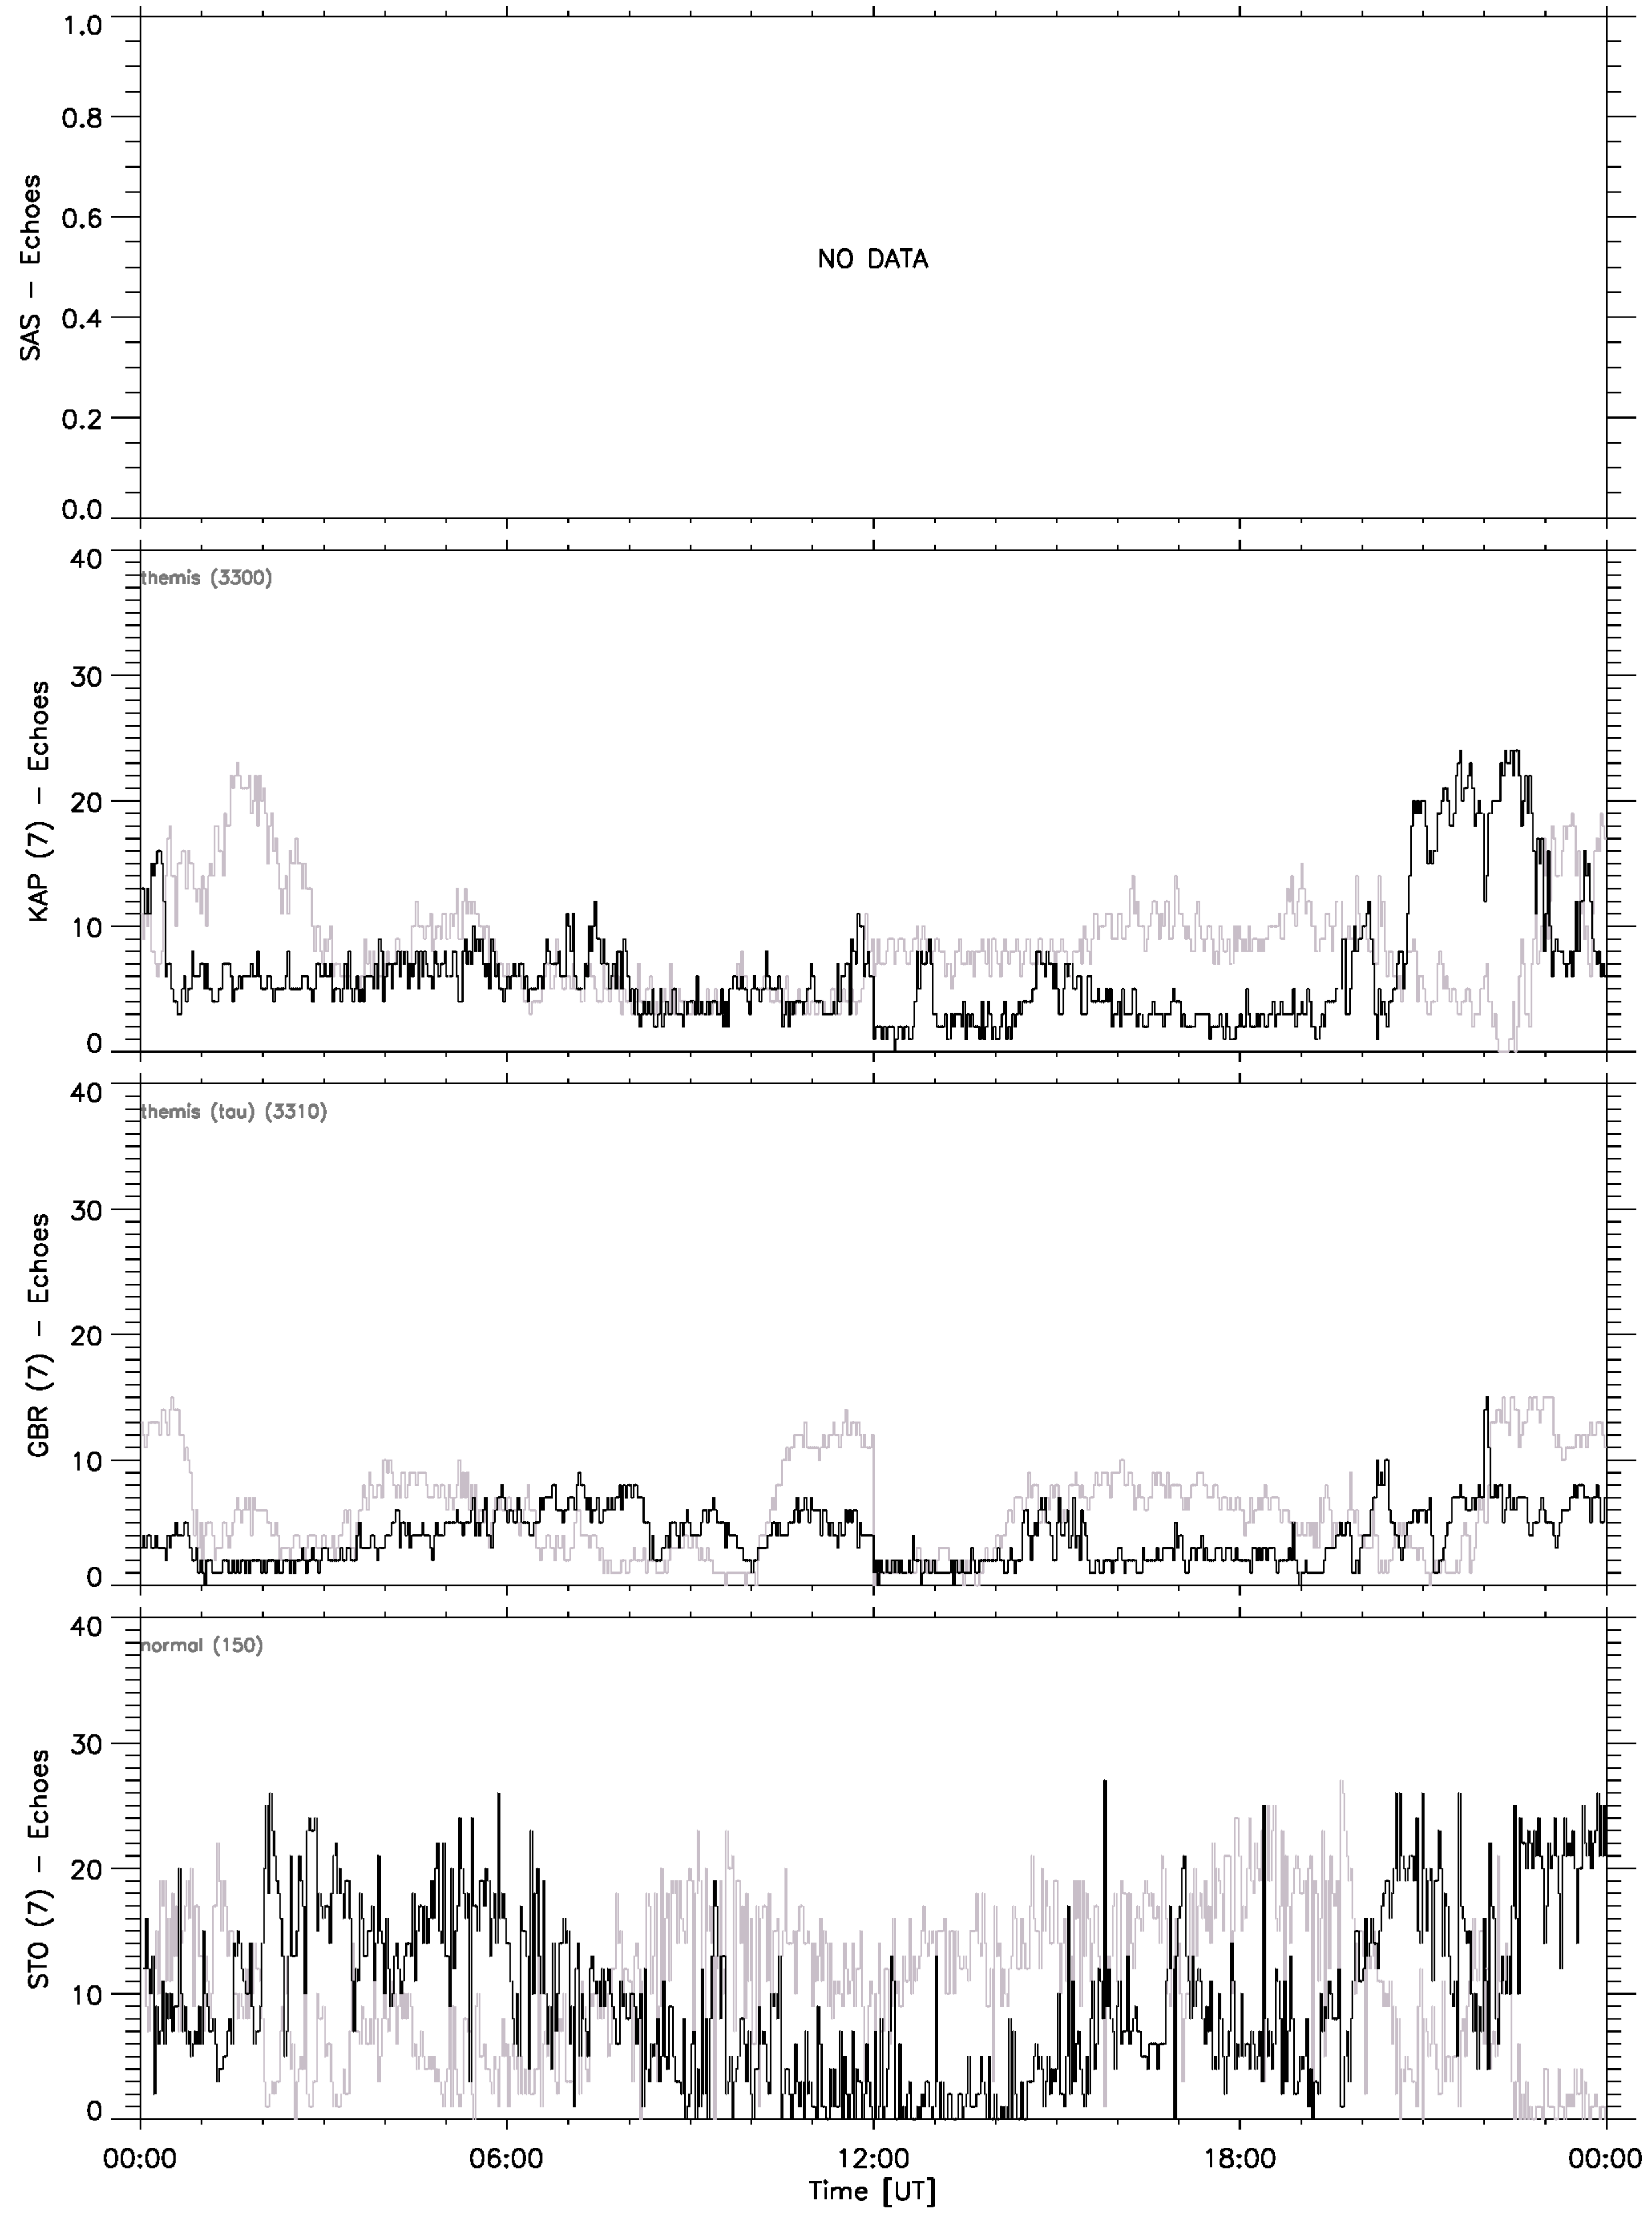 1.0
0.8
0.6
0.4
0.2
0.0
SAS – Echoes
NO DATA
40
30
20
10
0
KAP (7) – Echoes
themis (3300)
40
30
20
10
0
GBR (7) – Echoes
themis (tau) (3310)
40
30
20
10
0
STO (7) – Echoes
normal (150)
00:00 06:00 12:00 18:00 00:00
Time [UT]